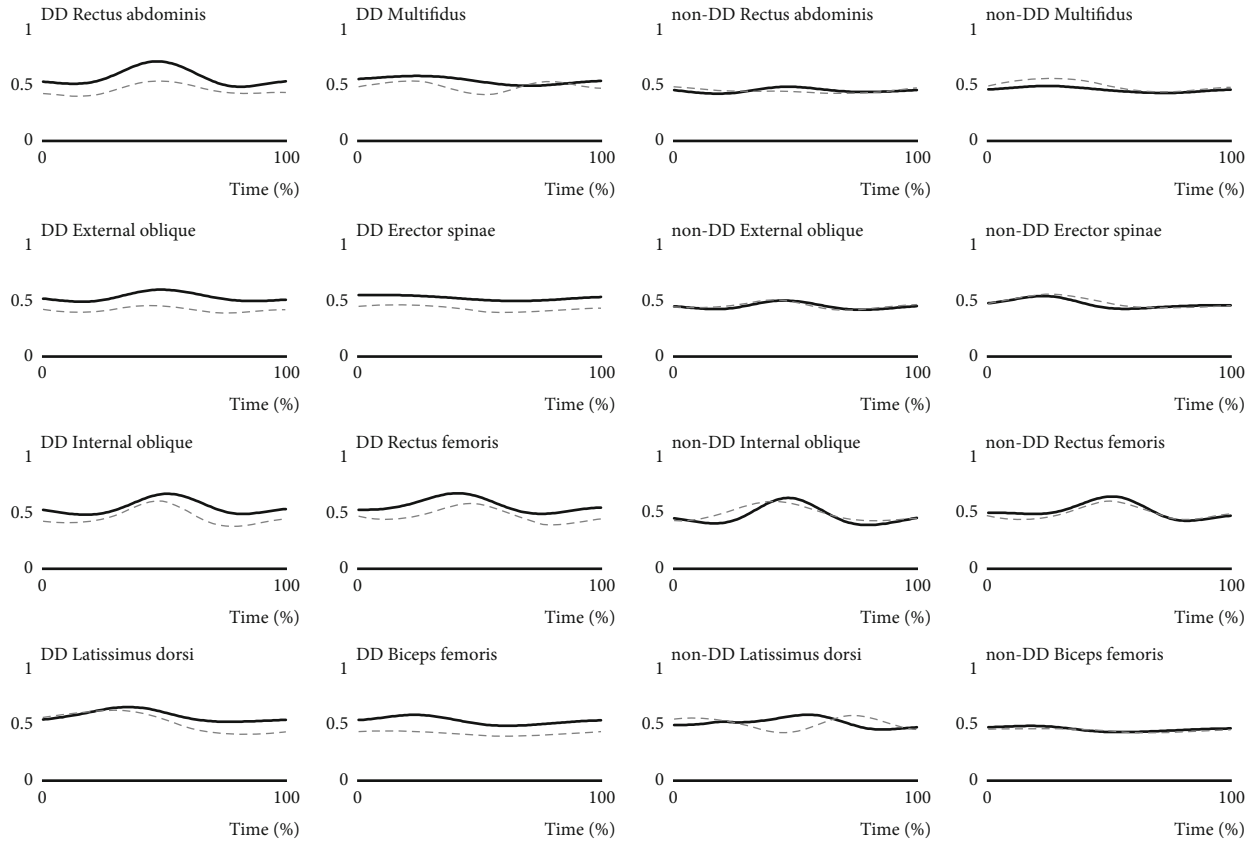 DD Rectus abdominis
1
0.5
0
0 100
Time (%)
DD Multifidus
1
0.5
0
0 100
Time (%)
non-DD Rectus abdominis
1
0.5
0
0 100
Time (%)
non-DD Multifidus
1
0.5
0
0 100
Time (%)
DD External oblique
1
0.5
0
0 100
Time (%)
DD Erector spinae
1
0.5
0
0 100
Time (%)
non-DD External oblique
1
0.5
0
0 100
Time (%)
non-DD Erector spinae
1
0.5
0
0 100
Time (%)
DD Internal oblique
1
0.5
0
0 100
Time (%)
DD Rectus femoris
1
0.5
0
0 100
Time (%)
non-DD Internal oblique
1
0.5
0
0 100
Time (%)
non-DD Rectus femoris
1
0.5
0
0 100
Time (%)
DD Latissimus dorsi
1
0.5
0
0 100
Time (%)
DD Biceps femoris
1
0.5
0
0 100
Time (%)
non-DD Latissimus dorsi
1
0.5
0
0 100
Time (%)
non-DD Biceps femoris
1
0.5
0
0 100
Time (%)